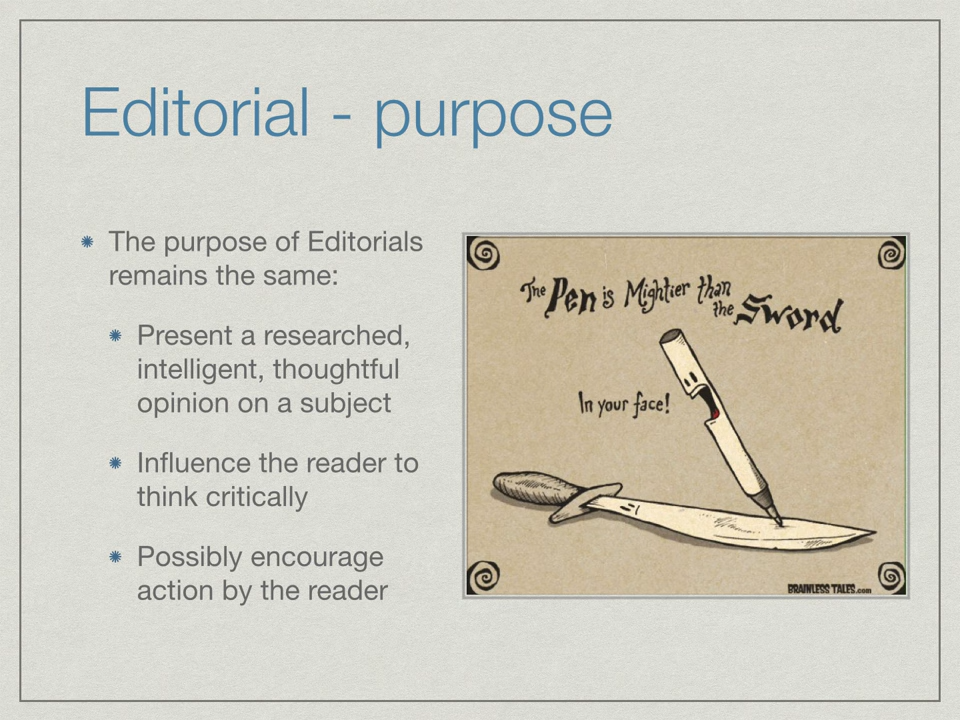 Editorial - purpose
The purpose of Editorials
remains the same:
Present a researched,
intelligent, thoughtful
opinion on a subject
Influence the reader to
think critically
Possibly encourage
action by the reader
The Pen is Mightier than
the Sword
In your face!
BRAINLESS TALES.com